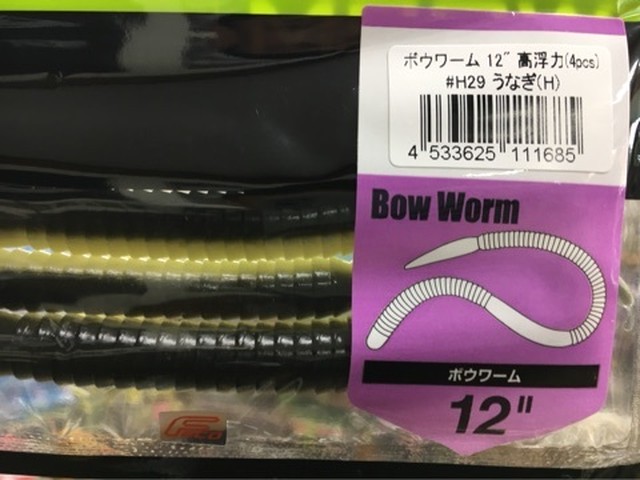 ボウワーム 12" 高浮力(4pcs)
#H29 うなぎ(H)
4 533625 111685
Bow Worm
ボウワーム
12"